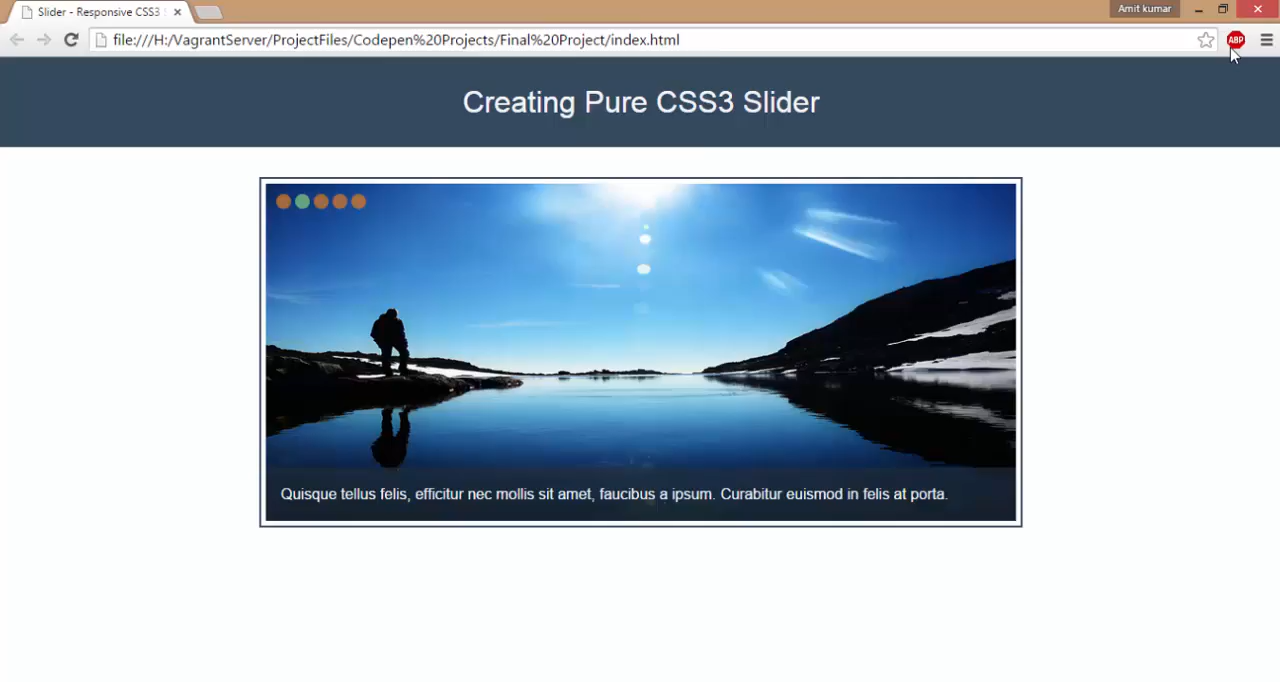 Slider - Responsive CSS3
Amit kumar
file:///H:/VagrantServer/ProjectFiles/Codepen%20Projects/Final%20Project/index.html
ABP
Creating Pure CSS3 Slider
Quisque tellus felis, efficitur nec mollis sit amet, faucibus a ipsum. Curabitur euismod in felis at porta.